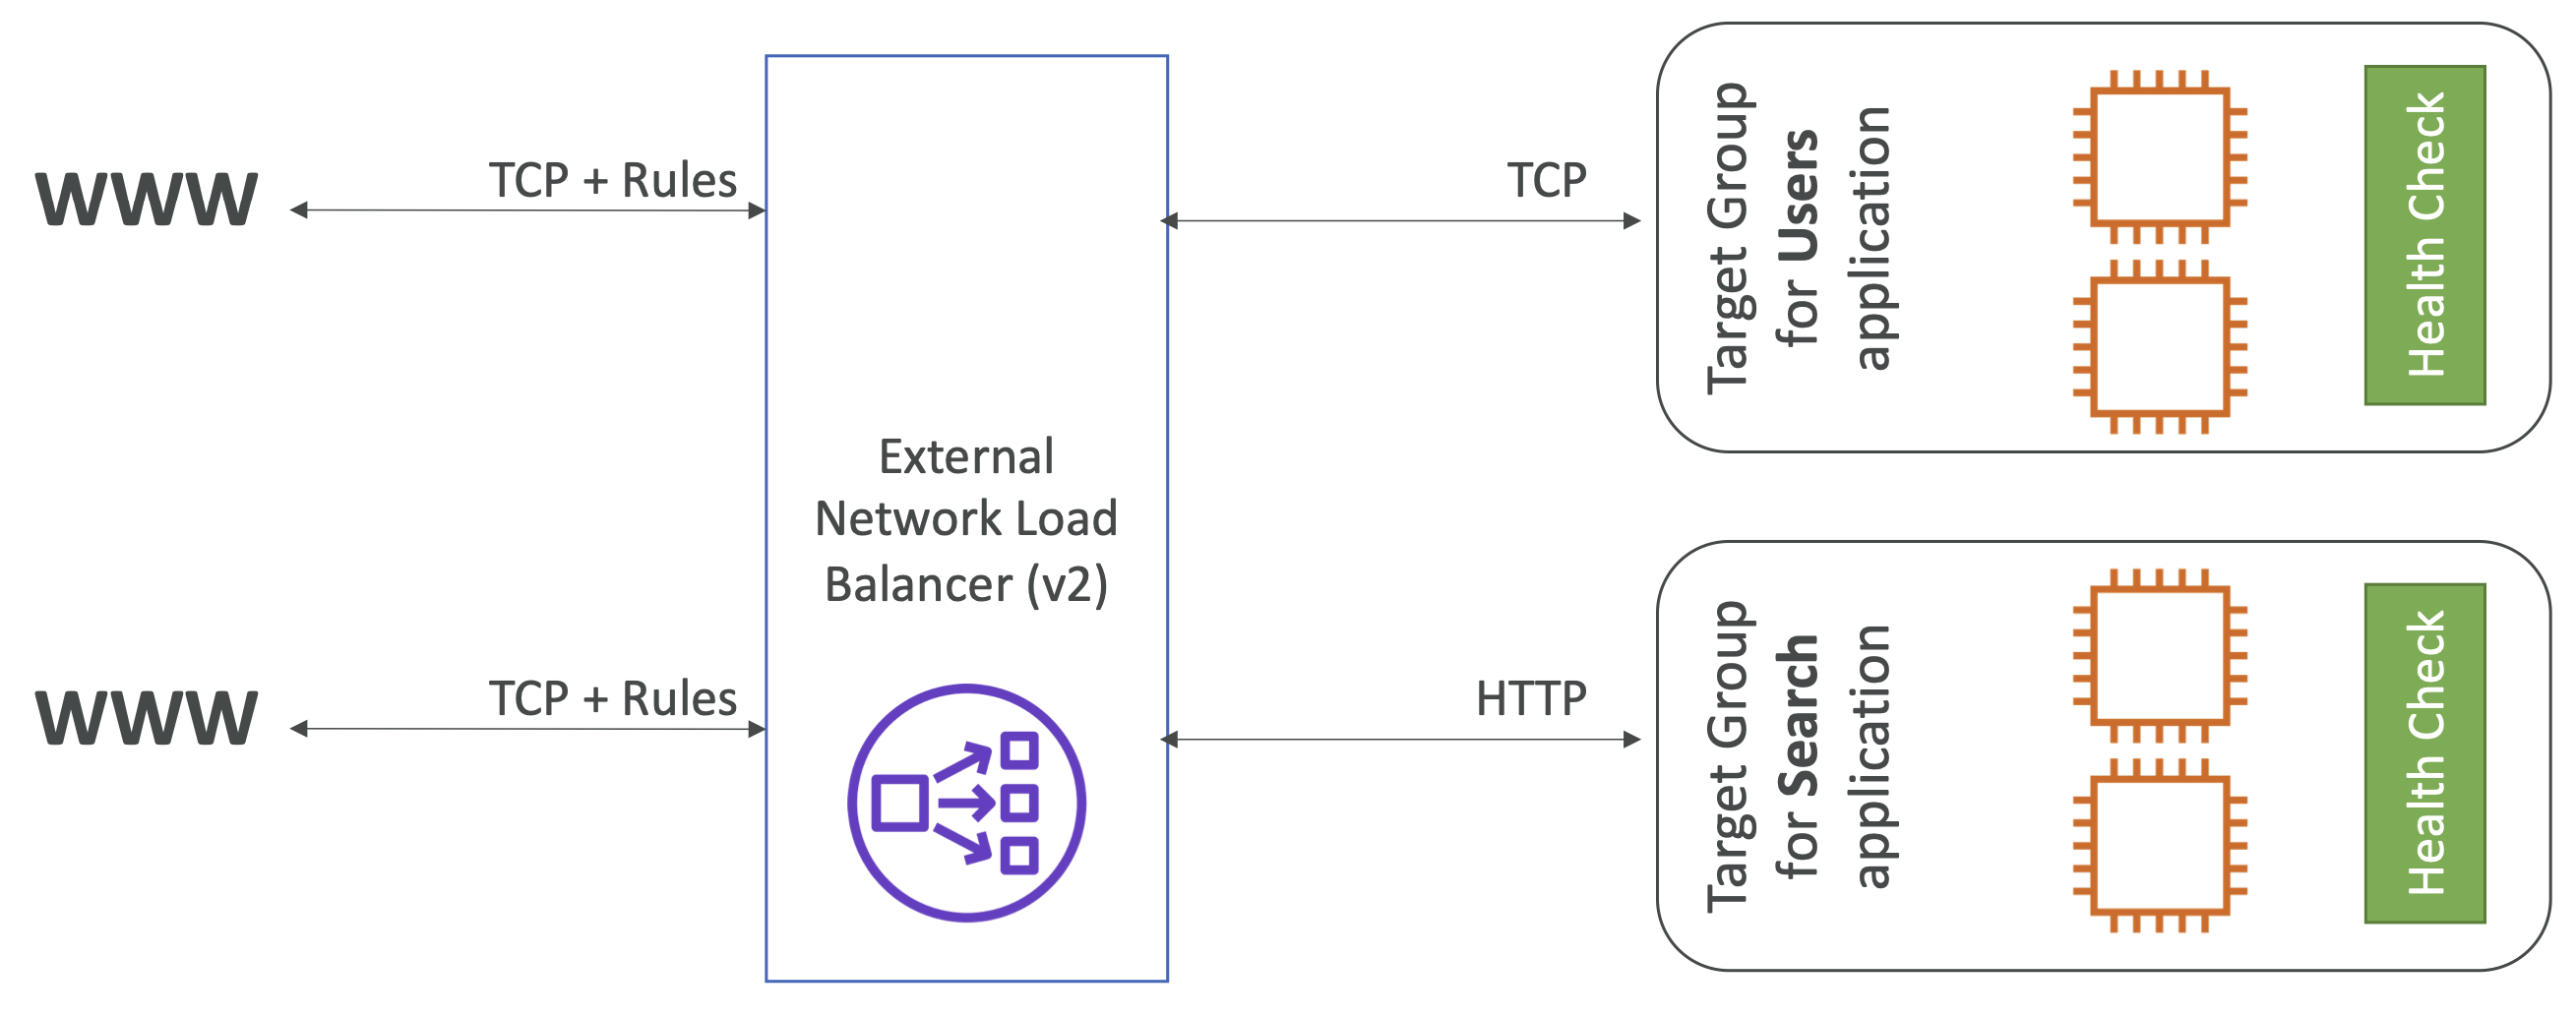 WWW
TCP + Rules
TCP
Target Group
for Users
application
Health Check
External
Network Load
Balancer (v2)
WWW
TCP + Rules
HTTP
Target Group
for Search
application
Health Check